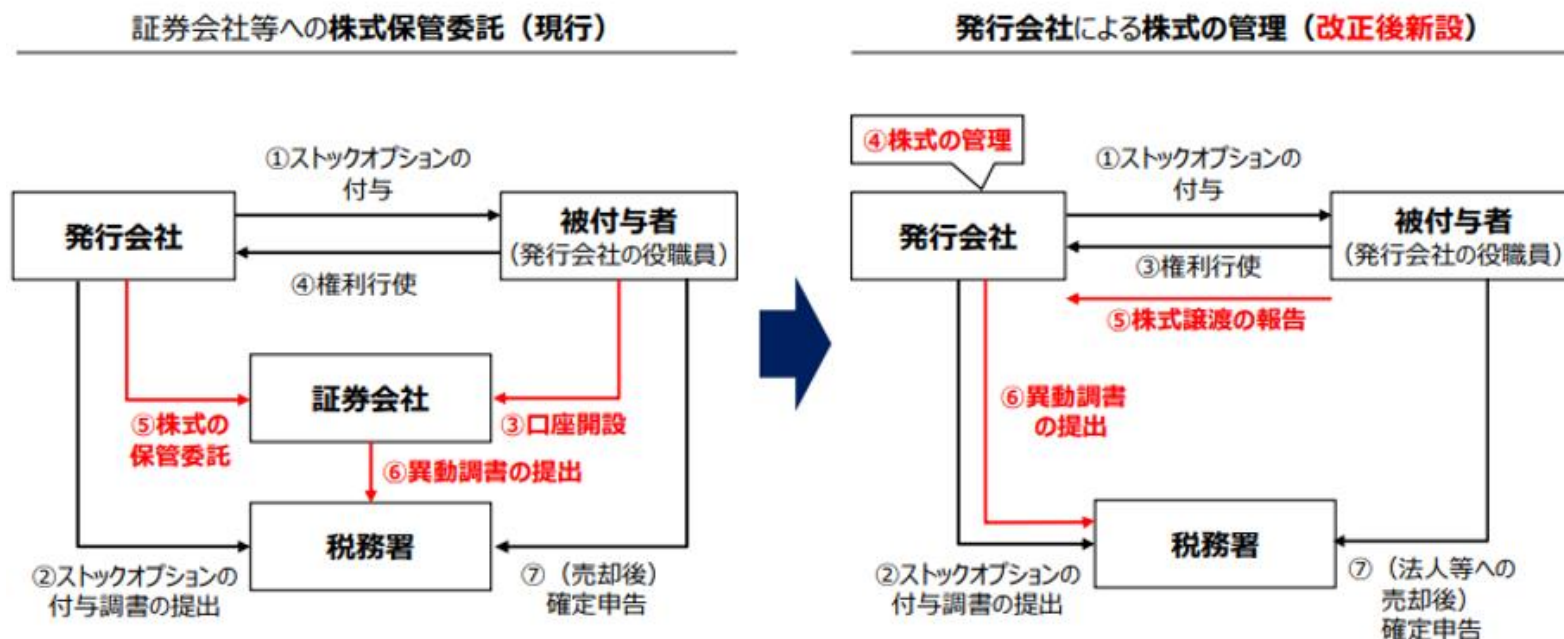 証券会社等への株式保管委託（現行）
①ストックオプションの
付与
発行会社
被付与者
（発行会社の役職員）
④権利行使
証券会社
⑤株式の
保管委託
③口座開設
⑥異動調書の提出
税務署
②ストックオプションの
付与調書の提出
⑦（売却後）
確定申告
発行会社による株式の管理（改正後新設）
④株式の管理
①ストックオプションの
付与
発行会社
被付与者
（発行会社の役職員）
③権利行使
⑤株式譲渡の報告
⑥異動調書
の提出
税務署
②ストックオプションの
付与調書の提出
⑦（法人等への
売却後）
確定申告